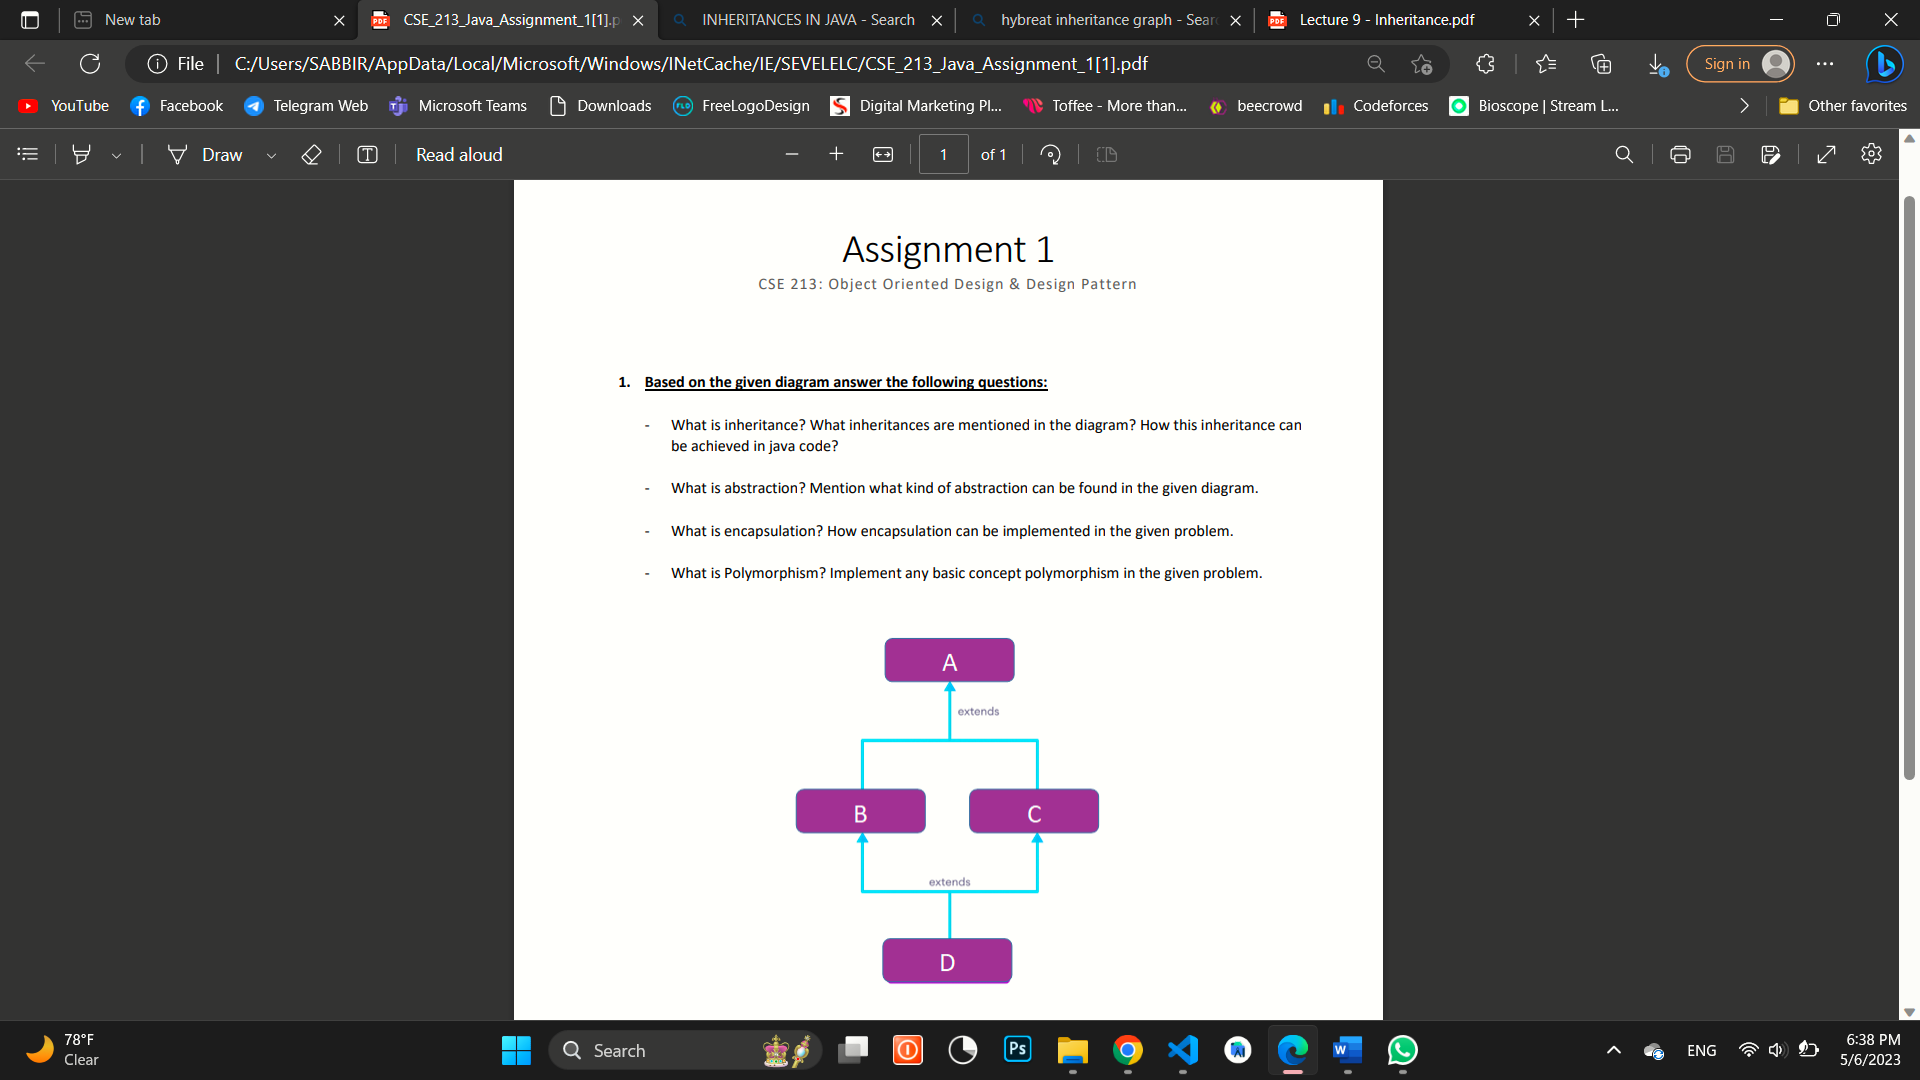 New tab
CSE_213_Java_Assignment_1[1].p
INHERITANCES IN JAVA - Search
hybreat inheritance graph - Sear
Lecture 9 - Inheritance.pdf
File
C:/Users/SABBIR/AppData/Local/Microsoft/Windows/INetCache/IE/SEVELELC/CSE_213_Java_Assignment_1[1].pdf
Sign in
YouTube
Facebook
Telegram Web
Microsoft Teams
Downloads
FreeLogoDesign
Digital Marketing Pl...
Toffee - More than...
beecrowd
Codeforces
Bioscope | Stream L...
Other favorites
Draw
Read aloud
1
of 1
Assignment 1
CSE 213: Object Oriented Design & Design Pattern
1. Based on the given diagram answer the following questions:
- What is inheritance? What inheritances are mentioned in the diagram? How this inheritance can
be achieved in java code?
- What is abstraction? Mention what kind of abstraction can be found in the given diagram.
- What is encapsulation? How encapsulation can be implemented in the given problem.
- What is Polymorphism? Implement any basic concept polymorphism in the given problem.
A
extends
B
C
extends
D
78°F
Clear
Search
Ps
W
ENG
6:38 PM
5/6/2023